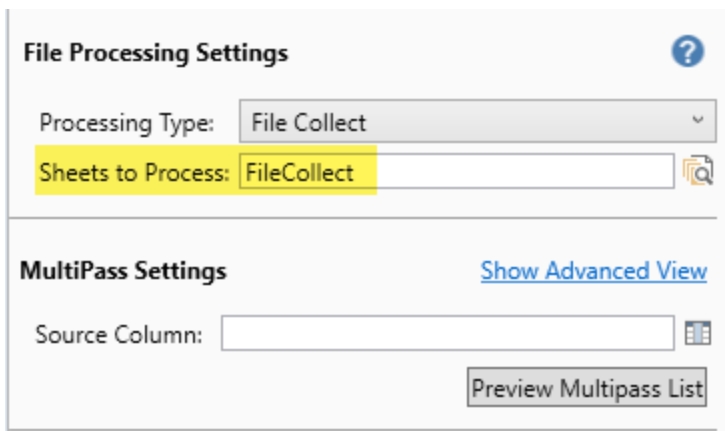 File Processing Settings ?
Processing Type: File Collect
Sheets to Process: FileCollect
MultiPass Settings Show Advanced View
Source Column:
Preview Multipass List